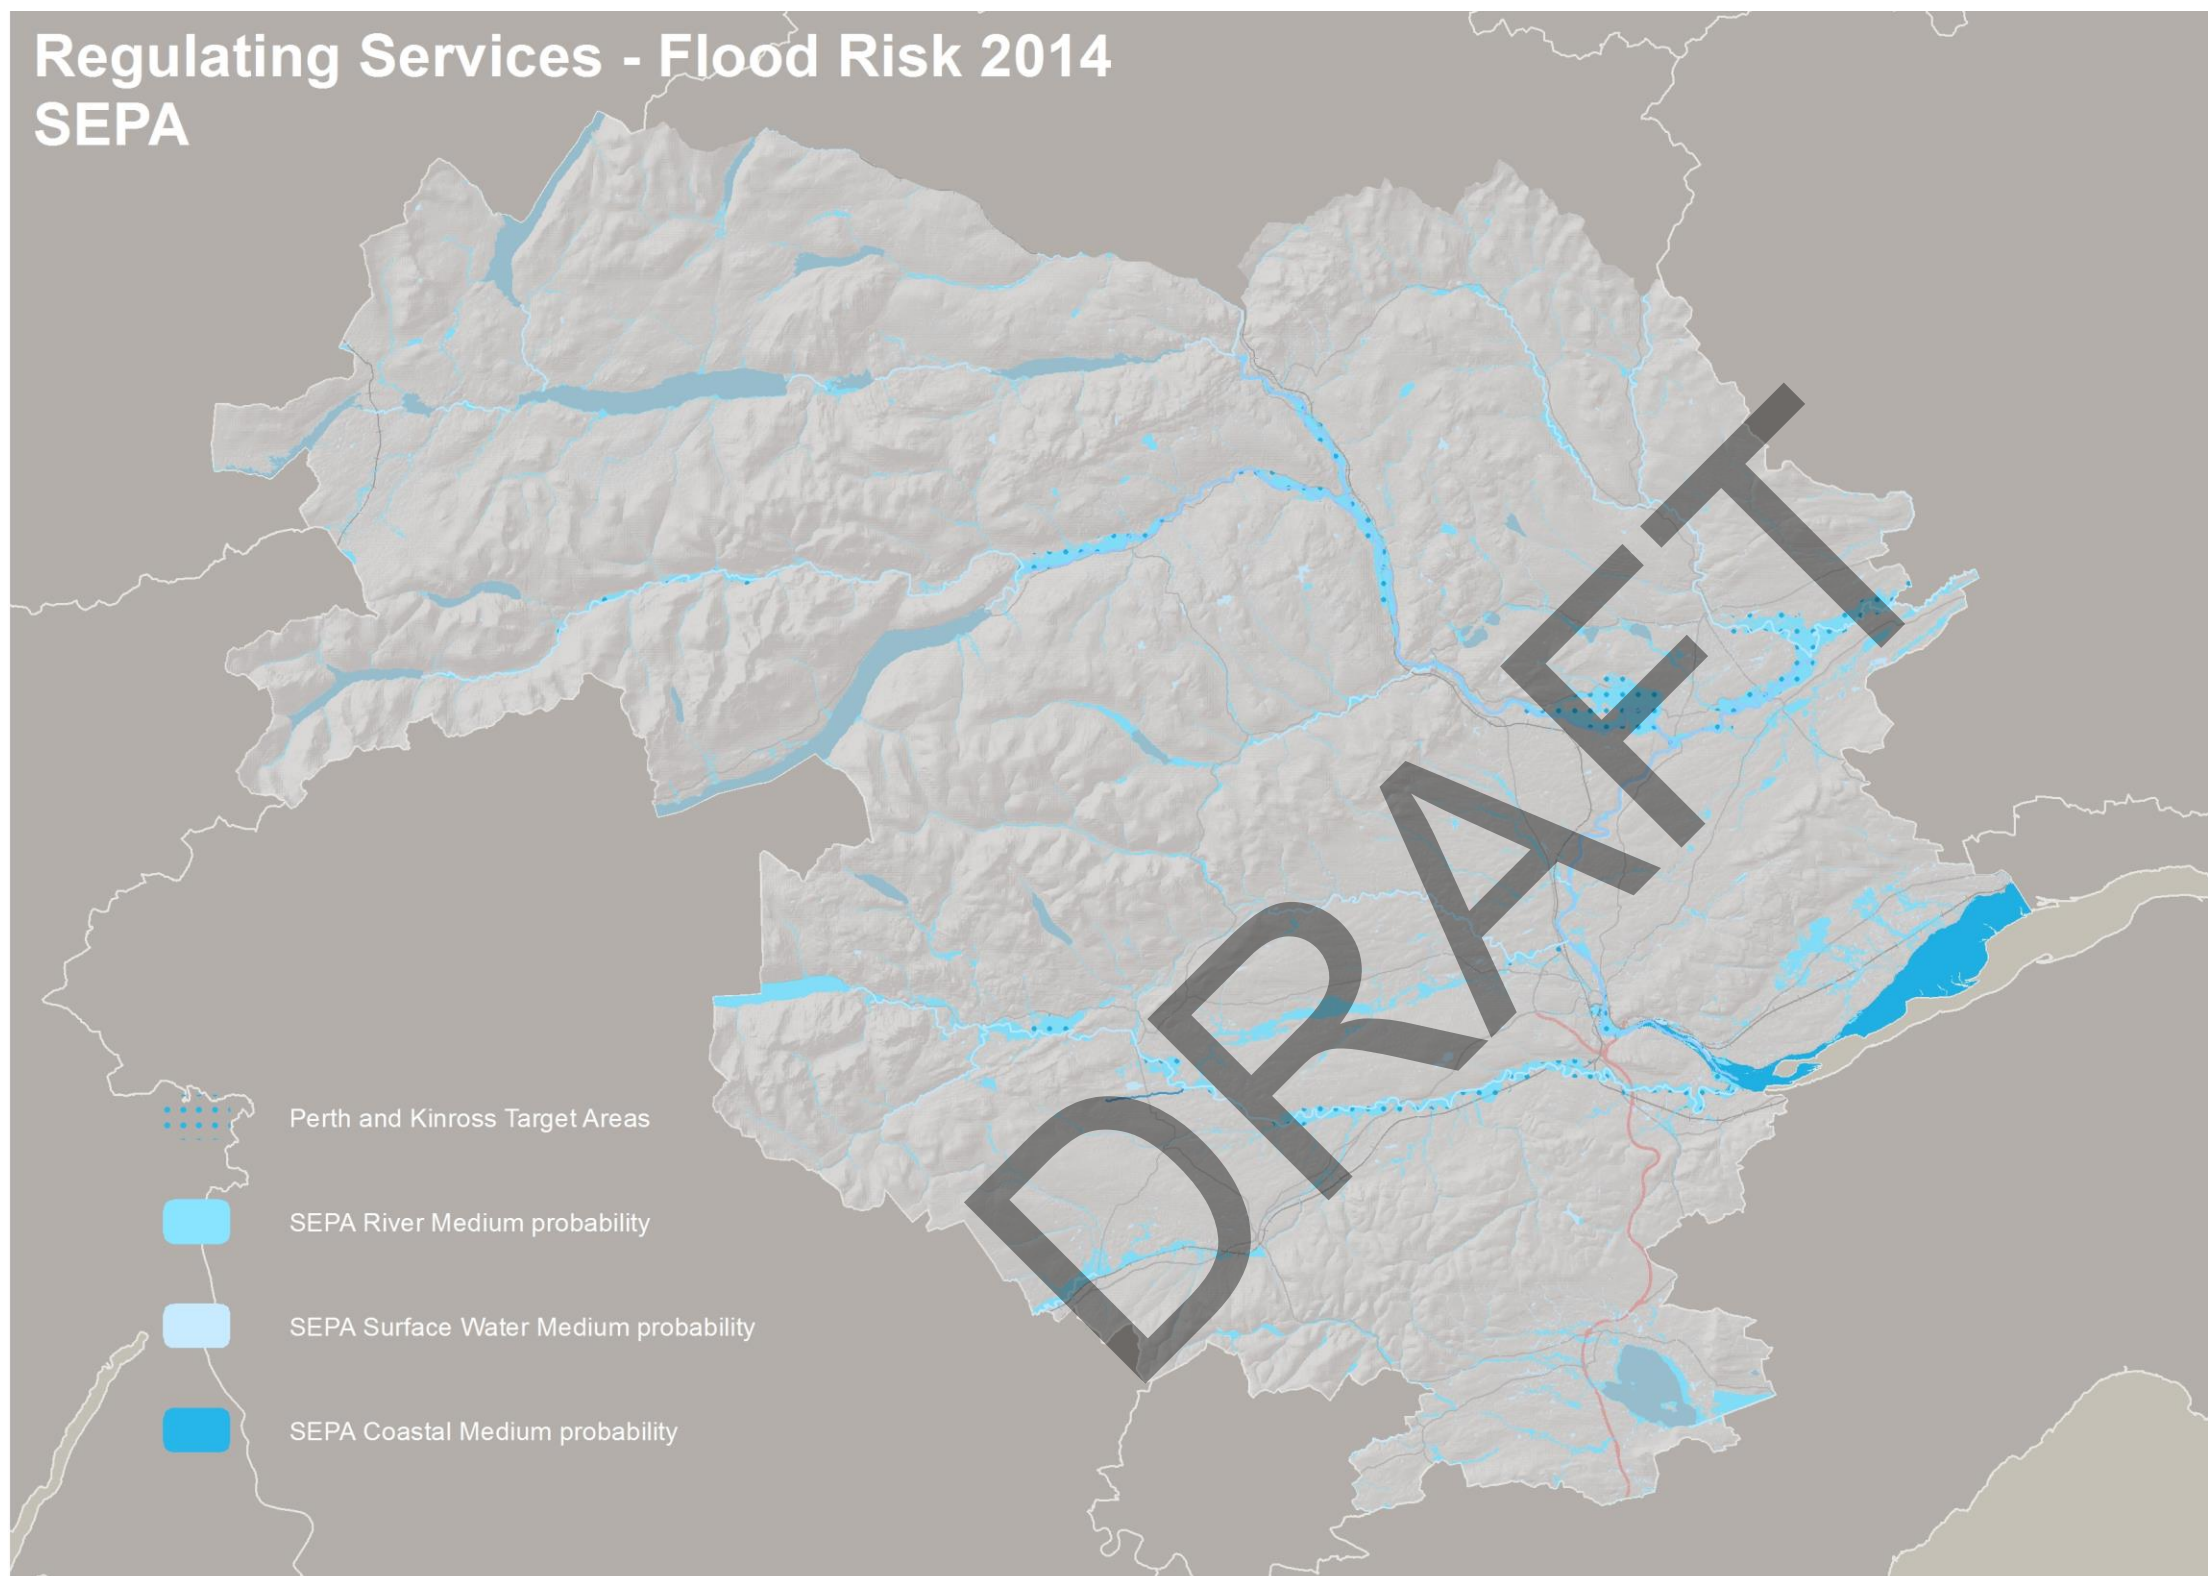 Regulating Services - Flood Risk 2014
SEPA
DRAFT
Perth and Kinross Target Areas
SEPA River Medium probability
SEPA Surface Water Medium probability
SEPA Coastal Medium probability